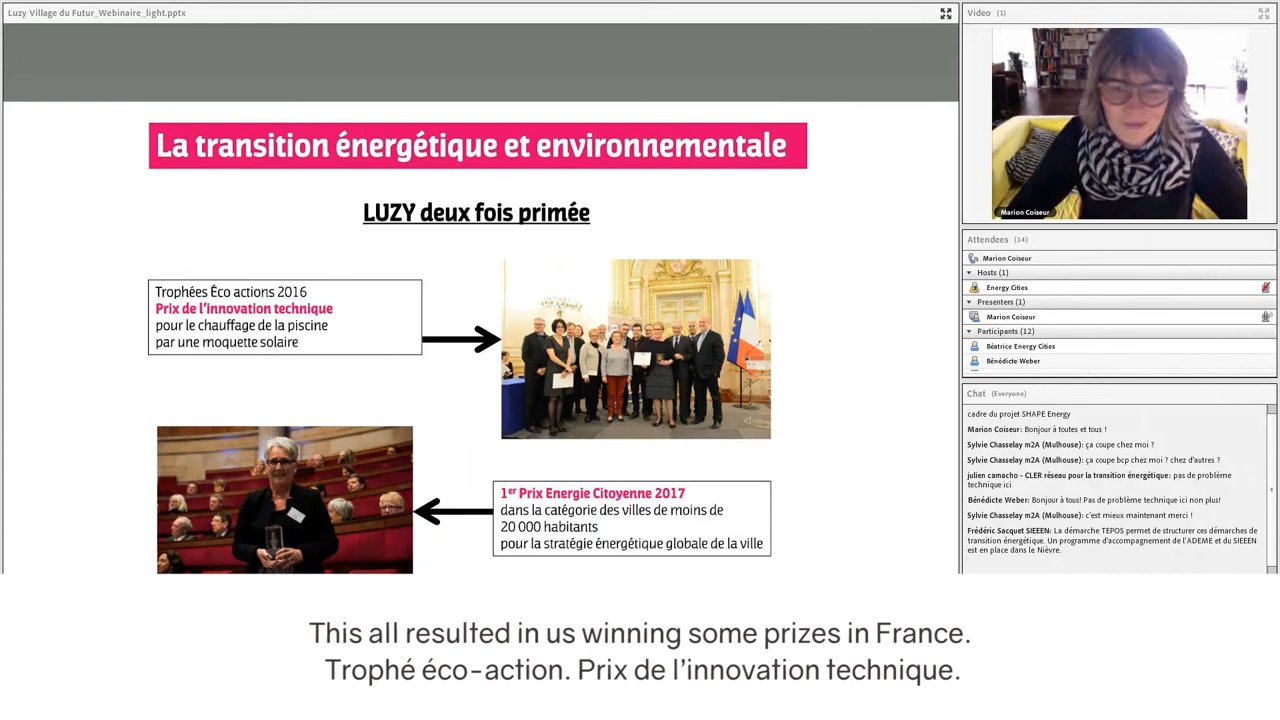 Luzy Village du Futur_Webinaire_light.pptx
La transition énergétique et environnementale
LUZY deux fois primée
Trophées Éco actions 2016
Prix de l'innovation technique
pour le chauffage de la piscine
par une moquette solaire
1er Prix Energie Citoyenne 2017
dans la catégorie des villes de moins de
20 000 habitants
pour la stratégie énergétique globale de la ville
Video (1)
Marion Coiseur
Attendees (14)
Marion Coiseur
Hosts (1)
Energy Cities
Presenters (1)
Marion Coiseur
Participants (12)
Béatrice Energy Cities
Bénédicte Weber
Chat (Everyone)
cadre du projet SHAPE Energy
Marion Coiseur: Bonjour à toutes et tous !
Sylvie Chasselay m2A (Mulhouse): ça coupe chez moi ?
Sylvie Chasselay m2A (Mulhouse): ça coupe bcp chez moi ? chez d'autres ?
julien camacho - CLER réseau pour la transition énergétique: pas de problème
technique ici
Bénédicte Weber: Bonjour à tous! Pas de problème technique ici non plus!
Sylvie Chasselay m2A (Mulhouse): c'est mieux maintenant merci !
Frédéric Sacquet SIEEEN: La démarche TEPOS permet de structurer ces démarches de
transition énergétique. Un programme d'accompagnement de l'ADEME et du SIEEEN
est en place dans le Nièvre.
This all resulted in us winning some prizes in France.
Trophé éco-action. Prix de l'innovation technique.